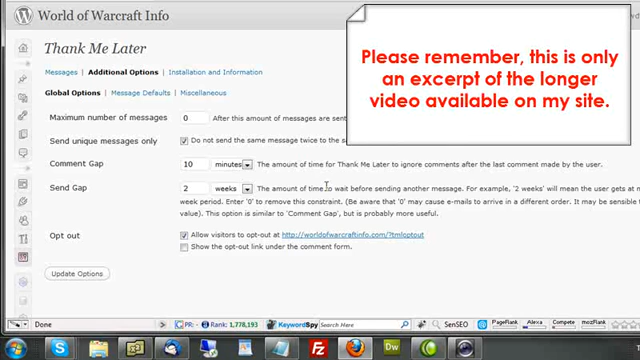 World of Warcraft Info
Please remember, this is only
an excerpt of the longer
video available on my site.
Thank Me Later
Messages Additional Options Installation and Information
Global Options Message Defaults Miscellaneous
Maximum number of messages 0 After this amount of messages are sent
Send unique messages only Do not send the same message twice to the
Comment Gap 10 minutes The amount of time for Thank Me Later to ignore comments after the last comment made by the user.
Send Gap 2 weeks The amount of time to wait before sending another message. For example, '2 weeks' will mean the user gets at
week period. Enter '0' to remove this constraint. (Be aware that '0' may cause e-mails to arrive in a different order. It may be sensible
value). This option is similar to 'Comment Gap', but is probably more useful.
Opt out Allow visitors to opt-out at http://worldofwarcraftinfo.com/?tmloptout
Show the opt-out link under the comment form.
Update Options
Done PR: - Rank: 1,778,193 KeywordSpy Search Here SenSEO PageRank Alexa Compete mozRank